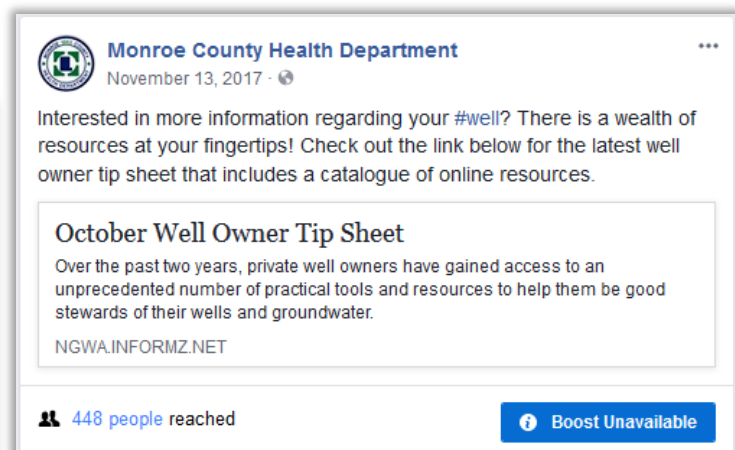 Monroe County Health Department
November 13, 2017 ·
Interested in more information regarding your #well? There is a wealth of
resources at your fingertips! Check out the link below for the latest well
owner tip sheet that includes a catalogue of online resources.
October Well Owner Tip Sheet
Over the past two years, private well owners have gained access to an
unprecedented number of practical tools and resources to help them be good
stewards of their wells and groundwater.
NGWA.INFORMZ.NET
448 people reached
Boost Unavailable